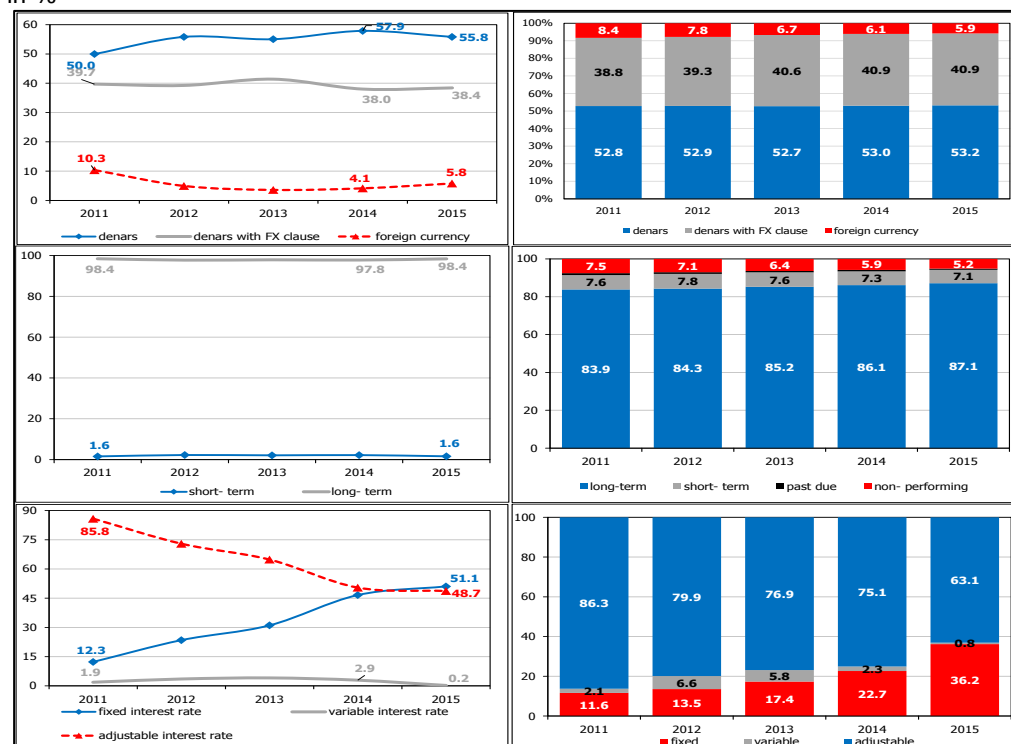 60
50
40
30
20
10
0
57.9
55.8
50.0
39.7
38.0
38.4
10.3
4.1
5.8
2011 2012 2013 2014 2015
denars denars with FX clause foreign currency
100%
90%
80%
70%
60%
50%
40%
30%
20%
10%
0%
8.4 7.8 6.7 6.1 5.9
38.8 39.3 40.6 40.9 40.9
52.8 52.9 52.7 53.0 53.2
2011 2012 2013 2014 2015
denars denars with FX clause foreign currency
100
80
60
40
20
0
98.4 97.8 98.4
1.6 1.6
2011 2012 2013 2014 2015
short- term long- term
100
80
60
40
20
0
7.5 7.1 6.4 5.9 5.2
7.6 7.8 7.6 7.3 7.1
83.9 84.3 85.2 86.1 87.1
2011 2012 2013 2014 2015
long-term short- term past due non- performing
90
75
60
45
30
15
0
85.8
51.1
48.7
12.3
1.9 2.9 0.2
2011 2012 2013 2014 2015
fixed interest rate variable interest rate
adjustable interest rate
100
80
60
40
20
0
86.3 79.9 76.9 75.1 63.1
2.1 6.6 5.8 2.3 0.8
11.6 13.5 17.4 22.7 36.2
2011 2012 2013 2014 2015
fixed variable adjustable